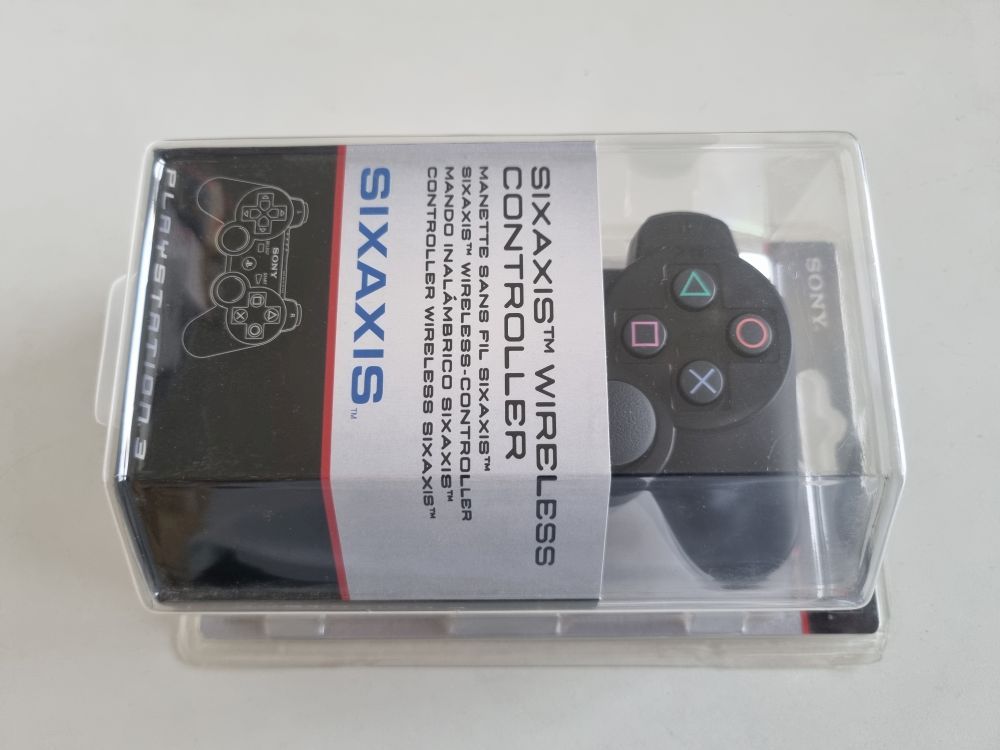 SONY
SIXAXIS™ WIRELESS
CONTROLLER
MANETTE SANS FIL SIXAXIS™
SIXAXIS™ WIRELESS-CONTROLLER
MANDO INALÁMBRICO SIXAXIS™
CONTROLLER WIRELESS SIXAXIS™
SIXAXIS™
SONY
PLAYSTATION 3